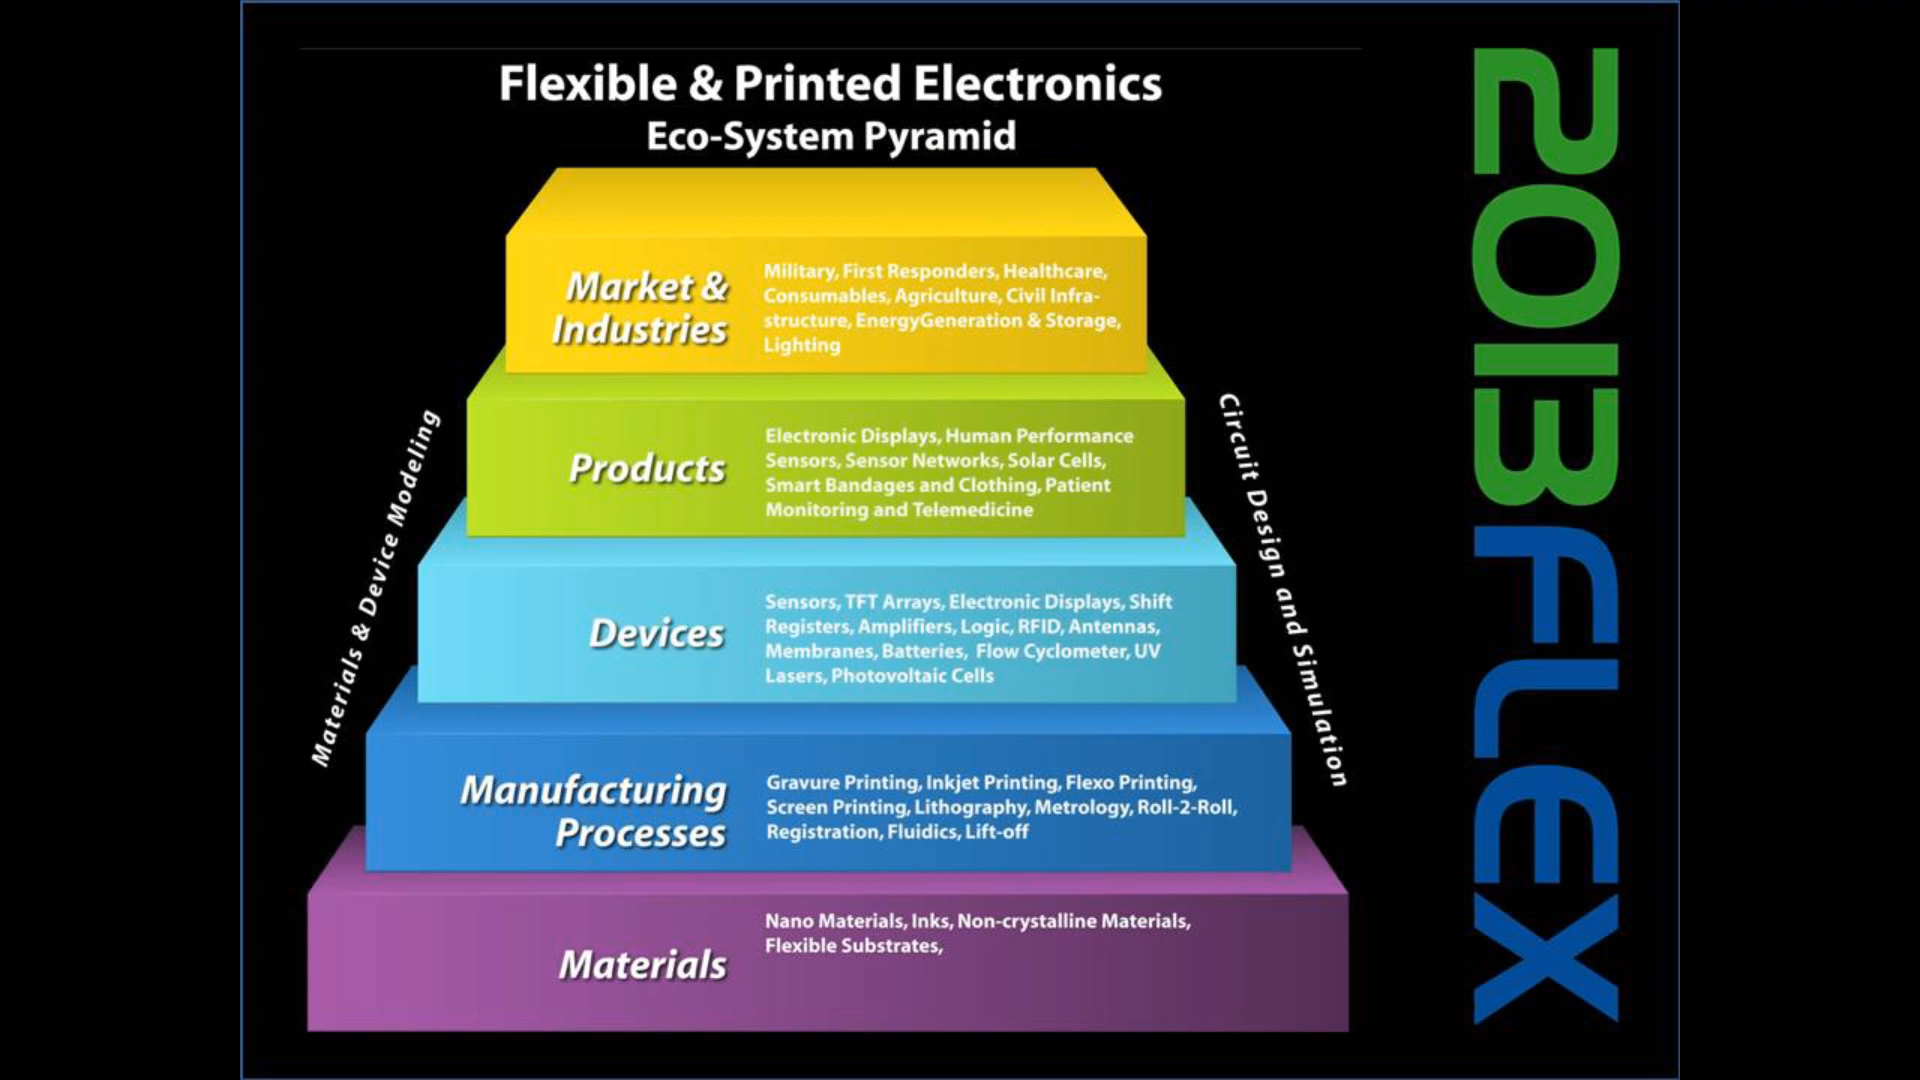 Flexible & Printed Electronics
Eco-System Pyramid
Market &
Industries
Military, First Responders, Healthcare,
Consumables, Agriculture, Civil Infra-
structure, EnergyGeneration & Storage,
Lighting
Products
Electronic Displays, Human Performance
Sensors, Sensor Networks, Solar Cells,
Smart Bandages and Clothing, Patient
Monitoring and Telemedicine
Devices
Sensors, TFT Arrays, Electronic Displays, Shift
Registers, Amplifiers, Logic, RFID, Antennas,
Membranes, Batteries, Flow Cyclometer, UV
Lasers, Photovoltaic Cells
Manufacturing
Processes
Gravure Printing, Inkjet Printing, Flexo Printing,
Screen Printing, Lithography, Metrology, Roll-2-Roll,
Registration, Fluidics, Lift-off
Materials
Nano Materials, Inks, Non-crystalline Materials,
Flexible Substrates,
Materials & Device Modeling
Circuit Design and Simulation
2013FLEX